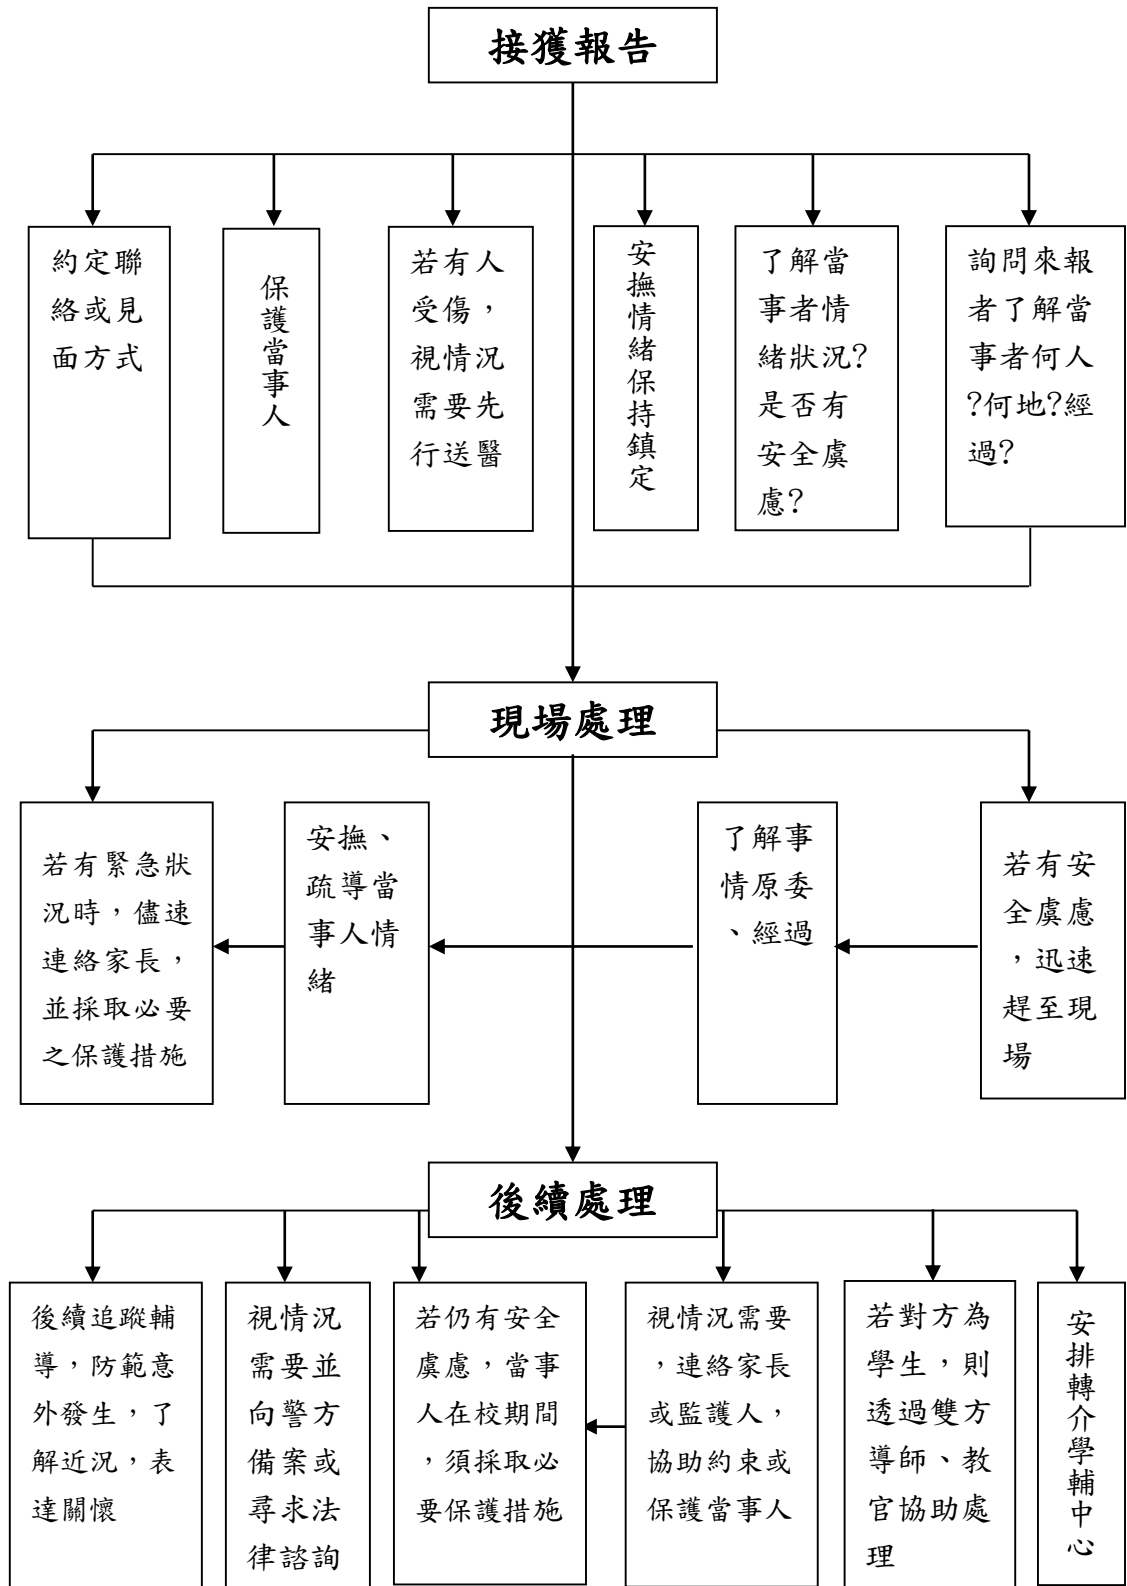 接獲報告
約定聯
絡或見
面方式
保護當事人
若有人
受傷，
視情況
需要先
行送醫
安撫情緒保持鎮定
了解當
事者情
緒狀況?
是否有
安全虞
慮?
詢問來報
者了解當
事者何人
?何地?經
過?
現場處理
若有緊急狀
況時，儘速
連絡家長，
並採取必要
之保護措施
安撫、
疏導當
事人情
緒
了解事
情原委
、經過
若有安
全虞慮
，迅速
趕至現
場
後續處理
後續追蹤輔
導，防範意
外發生，了
解近況，表
達關懷
視情況
需要並
向警方
備案或
尋求法
律諮詢
若仍有安全
虞慮，當事
人在校期間
，須採取必
要保護措施
視情況需要
，連絡家長
或監護人，
協助約束或
保護當事人
若對方為
學生，則
透過雙方
導師、教
官協助處
理
安排轉介學輔中心